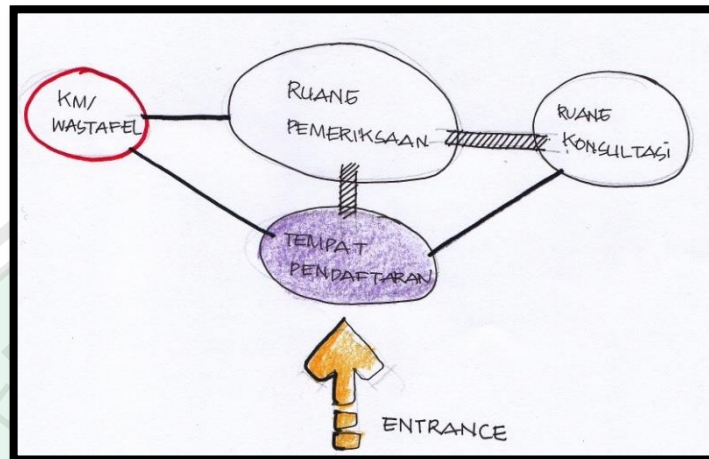 KM/
WASTAFEL
RUANG
PEMERIKSAAN
RUANG
KONSULTASI
TEMPAT
PENDAFTARAN
ENTRANCE